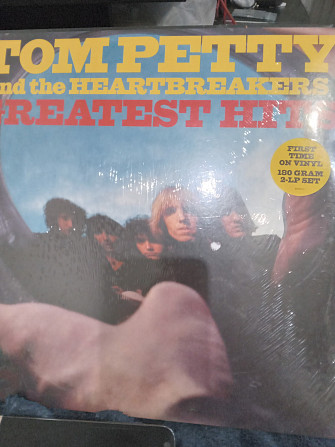 TOM PETTY
and the HEARTBREAKERS
GREATEST HITS
FIRST
TIME
ON VINYL
180 GRAM
2-LP SET